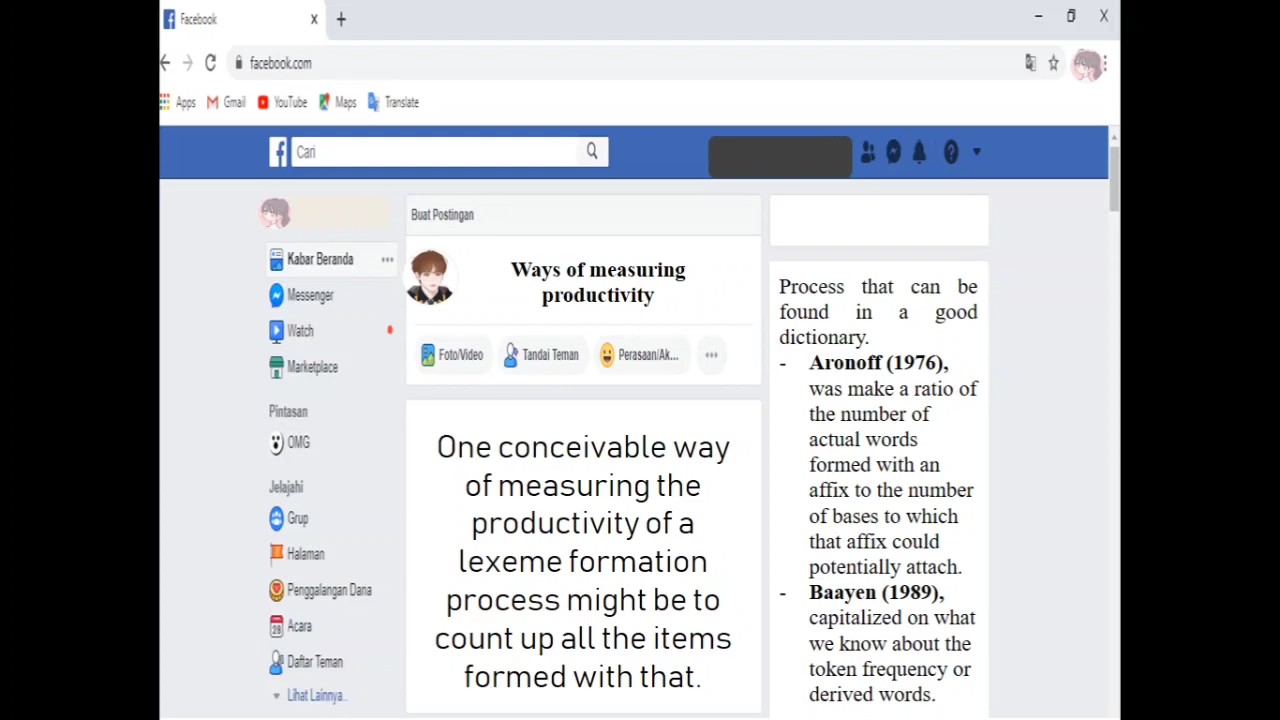 Facebook
facebook.com
Apps
Gmail
YouTube
Maps
Translate
Cari
Kabar Beranda
Messenger
Watch
Marketplace
Pintasan
OMG
Jelajahi
Grup
Halaman
Penggalangan Dana
Acara
Daftar Teman
Lihat Lainnya..
Buat Postingan
Ways of measuring
productivity
Foto/Video
Tandai Teman
Perasaan/Ak...
One conceivable way
of measuring the
productivity of a
lexeme formation
process might be to
count up all the items
formed with that.
Process that can be
found in a good
dictionary.
- Aronoff (1976),
was make a ratio of
the number of
actual words
formed with an
affix to the number
of bases to which
that affix could
potentially attach.
- Baayen (1989),
capitalized on what
we know about the
token frequency or
derived words.